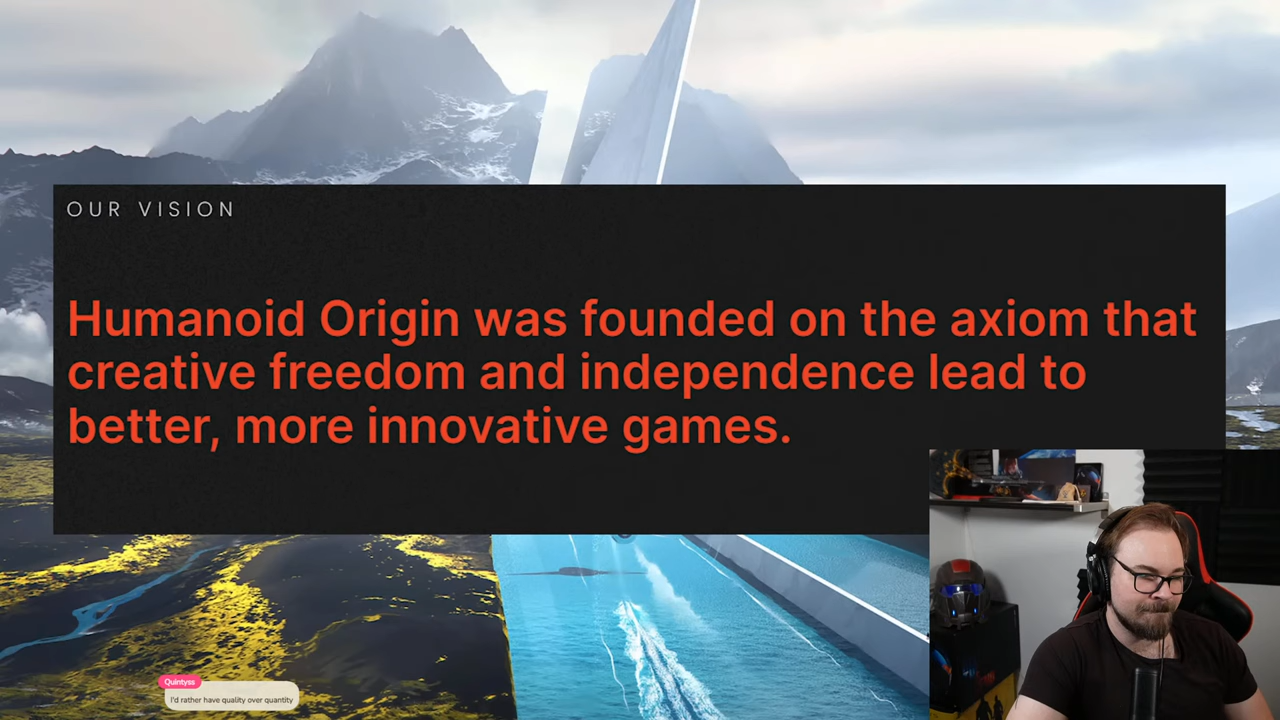 OUR VISION
Humanoid Origin was founded on the axiom that
creative freedom and independence lead to
better, more innovative games.
Quintyss
I'd rather have quality over quantity